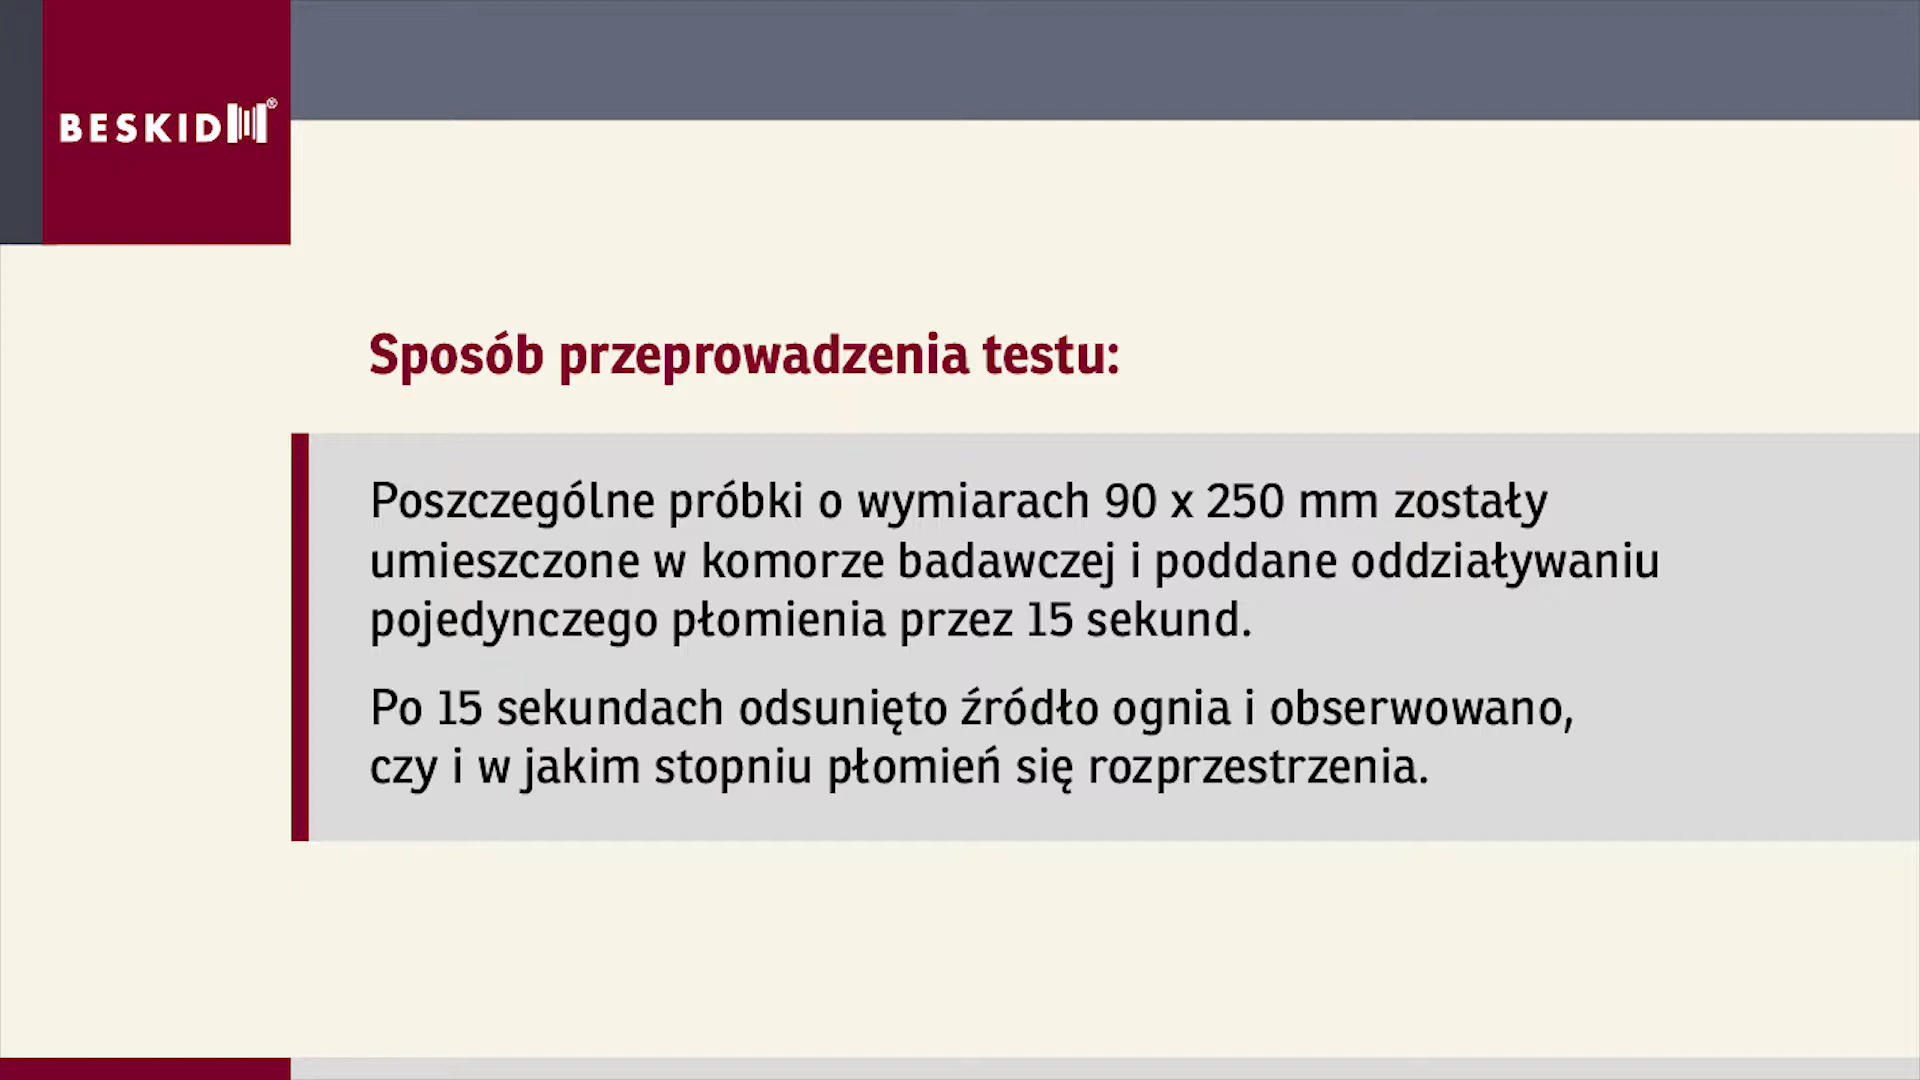 BESKID®
Sposób przeprowadzenia testu:
Poszczególne próbki o wymiarach 90 x 250 mm zostały
umieszczone w komorze badawczej i poddane oddziaływaniu
pojedynczego płomienia przez 15 sekund.
Po 15 sekundach odsunięto źródło ognia i obserwowano,
czy i w jakim stopniu płomień się rozprzestrzenia.